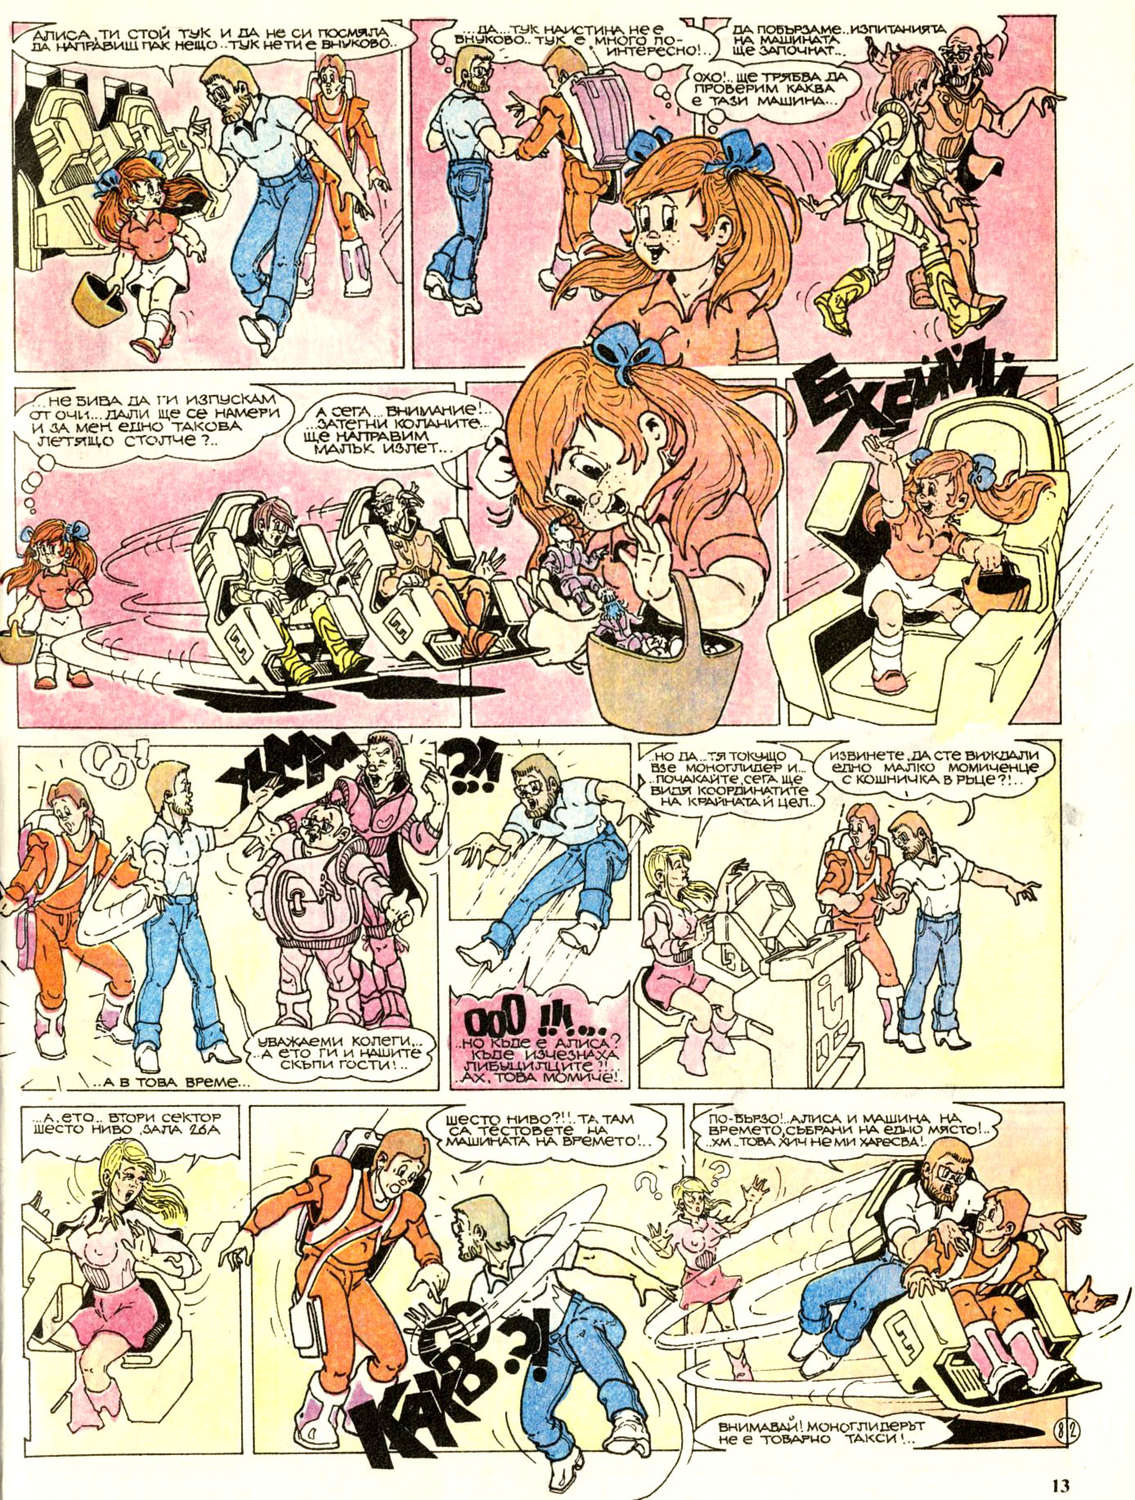 АЛИСА, ТИ СТОЙ ТУК И ДА НЕ СИ ПОСМЯЛА
ДА НАПРАВИШ ПАК НЕЩО.. ТУК НЕ ТИ Е ВНУКОВО..
...ДА... ТУК НАИСТИНА НЕ Е
ВНУКОВО.. ТУК Е МНОГО ПО-
ИНТЕРЕСНО!..
ДА ПОБЪРЗАМЕ.. ИЗПИТАНИЯТА
НА МАШИНАТА
ЩЕ ЗАПОЧНАТ...
ОХО!.. ЩЕ ТРЯБВА ДА
ПРОВЕРИМ КАКВА
Е ТАЗИ МАШИНА...
...НЕ БИВА ДА ГИ ИЗПУСКАМ
ОТ ОЧИ... ДАЛИ ЩЕ СЕ НАМЕРИ
И ЗА МЕН ЕДНО ТАКОВА
ЛЕТЯЩО СТОЛЧЕ?..
А СЕГА... ВНИМАНИЕ!..
..ЗАТЕГНИ КОЛАНИТЕ...
ЩЕ НАПРАВИМ
МАЛЪК ИЗЛЕТ...
ЕХЕЙЙЙ
ХМММ
УВАЖАЕМИ КОЛЕГИ,..
..А ЕТО ГИ И НАШИТЕ
СКЪПИ ГОСТИ!..
..А В ТОВА ВРЕМЕ...
?!!
ООО !!!...
..НО КЪДЕ Е АЛИСА?
КЪДЕ ИЗЧЕЗНАХА
ЛИБУЦИЛЦИТЕ?!..
..АХ, ТОВА МОМИЧЕ!.
..НО ДА.. ТЯ ТОКУЩО
ВЗЕ МОНОГЛИДЕР И...
..ПОЧАКАЙТЕ, СЕГА ЩЕ
ВИДЯ КООРДИНАТИТЕ
НА КРАЙНАТА Й ЦЕЛ..
ИЗВИНЕТЕ, ДА СТЕ ВИЖДАЛИ
ЕДНО МАЛКО МОМИЧЕНЦЕ
С КОШНИЧКА В РЪЦЕ?!..
...А, ЕТО... ВТОРИ СЕКТОР
ШЕСТО НИВО, ЗАЛА 26А
ШЕСТО НИВО?!!. ТА, ТАМ
СА ТЕСТОВЕТЕ НА
МАШИНАТА НА ВРЕМЕТО!..
КАКВО?!
? ?
ПО-БЪРЗО!.. АЛИСА И МАШИНА НА
ВРЕМЕТО, СЪБРАНИ НА ЕДНО МЯСТО!..
..ХМ.. ТОВА ХИЧ НЕ МИ ХАРЕСВА!.
ВНИМАВАЙ! МОНОГЛИДЕРЪТ
НЕ Е ТОВАРНО ТАКСИ!..
82
13